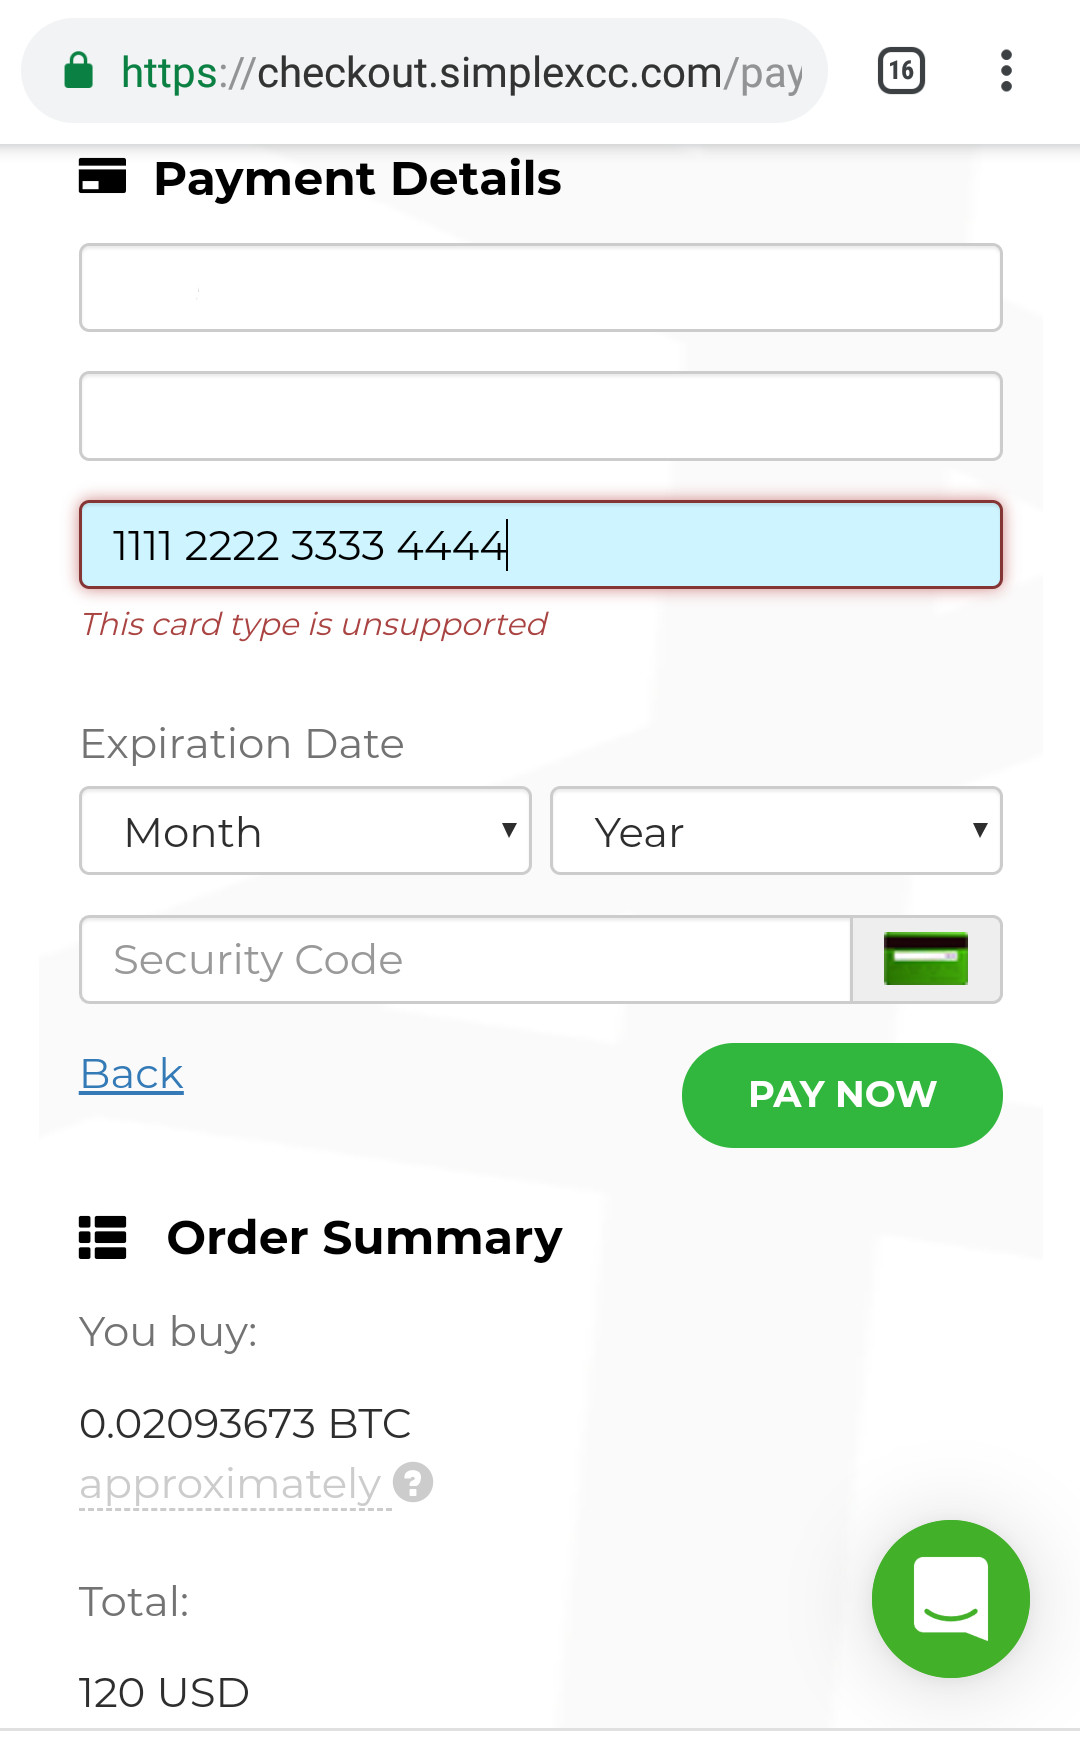 https://checkout.simplexcc.com/pay
16
Payment Details
1111 2222 3333 4444
This card type is unsupported
Expiration Date
Month Year
Security Code
Back
PAY NOW
Order Summary
You buy:
0.02093673 BTC
approximately ?
Total:
120 USD